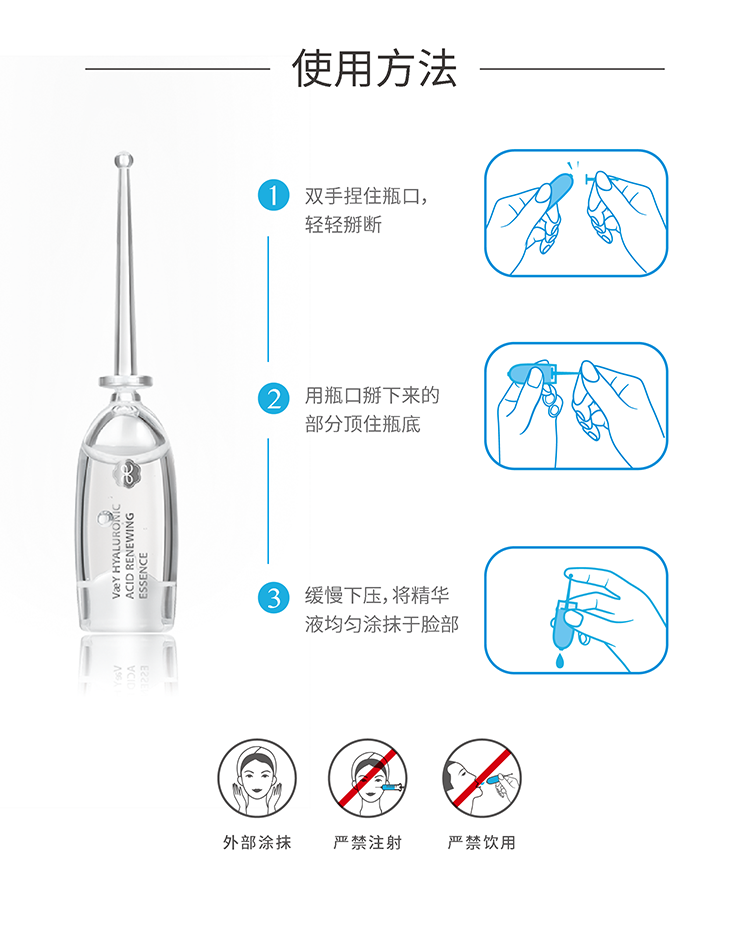 使用方法
1
双手捏住瓶口，
轻轻掰断
2
用瓶口掰下来的
部分顶住瓶底
3
缓慢下压，将精华
液均匀涂抹于脸部
VæY HYALURONIC
ACID RENEWING
ESSENCE
外部涂抹
严禁注射
严禁饮用